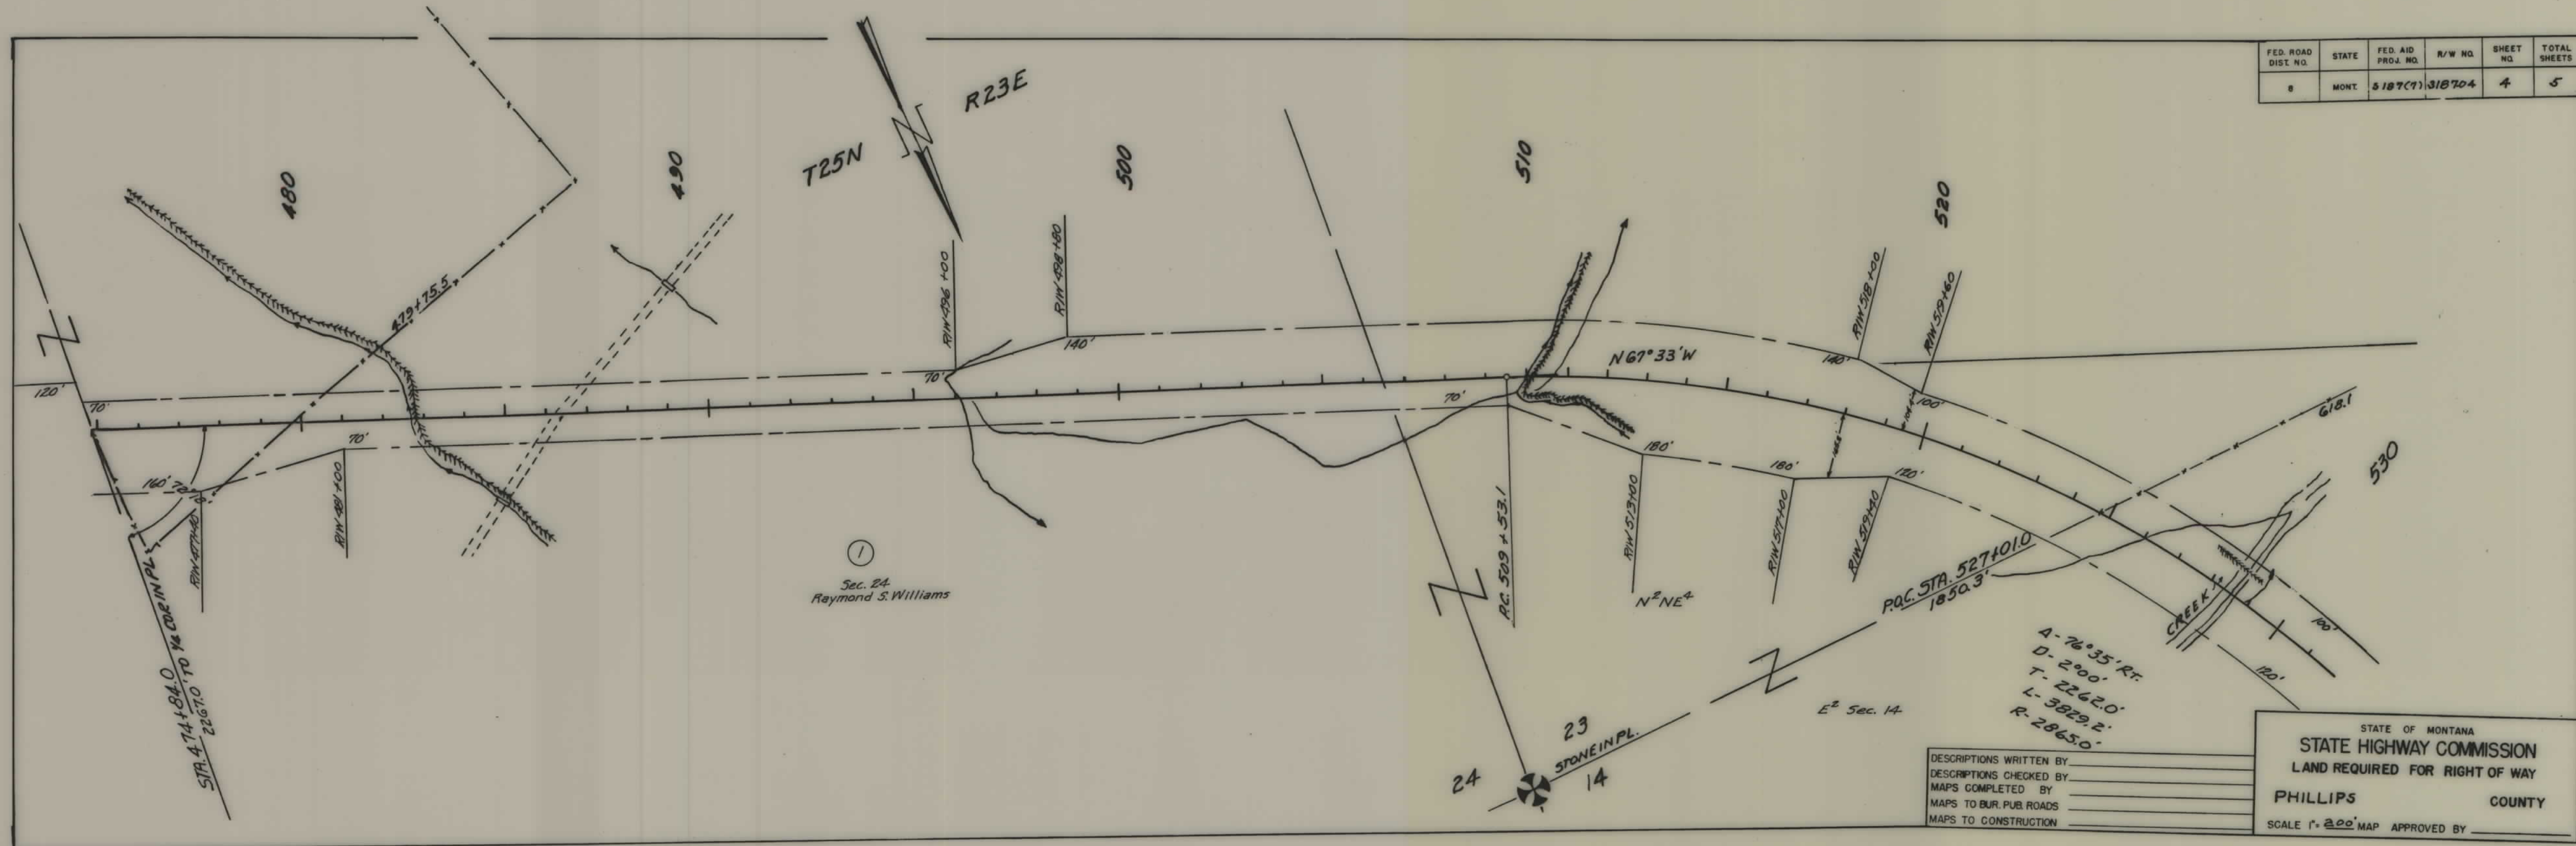 FED. ROAD DIST. NO.
STATE
FED. AID PROJ. NO.
R/W NO.
SHEET NO.
TOTAL SHEETS
8
MONT.
S187(7)
318704
4
5
R23E
T25N
480
490
500
510
520
530
479+75.5
R/W 496+00
R/W 498+80
R/W 518+00
R/W 519+60
120'
70'
70'
140'
70'
140'
100'
N67°33'W
160'
70'
180'
180'
120'
618.1
R/W 477+40
R/W 481+00
P.C. 509+53.1
R/W 513+00
R/W 517+00
R/W 519+40
STA. 474+84.0
2267.0' TO 1/4 COR IN PL.
1
Sec. 24
Raymond S. Williams
N²NE⁴
P.O.C. STA. 527+01.0
1850.3'
CREEK
100'
120'
Δ- 76°35' RT.
D- 2°00'
T- 2262.0'
L- 3829.2'
R- 2865.0'
E² Sec. 14
23
STONE IN PL.
24
14
DESCRIPTIONS WRITTEN BY
DESCRIPTIONS CHECKED BY
MAPS COMPLETED BY
MAPS TO BUR. PUB. ROADS
MAPS TO CONSTRUCTION
STATE OF MONTANA
STATE HIGHWAY COMMISSION
LAND REQUIRED FOR RIGHT OF WAY
PHILLIPS COUNTY
SCALE 1"= 200' MAP APPROVED BY